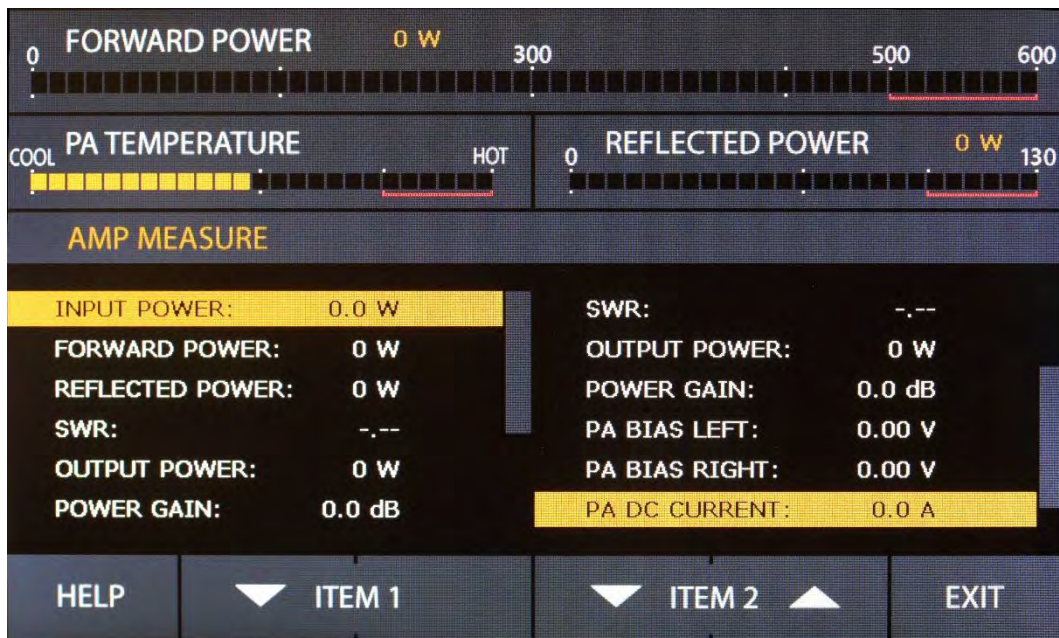 FORWARD POWER 0 W
0 300 500 600
PA TEMPERATURE
COOL HOT
REFLECTED POWER 0 W
0 130
AMP MEASURE
INPUT POWER: 0.0 W
FORWARD POWER: 0 W
REFLECTED POWER: 0 W
SWR: -.--
OUTPUT POWER: 0 W
POWER GAIN: 0.0 dB
SWR: -.--
OUTPUT POWER: 0 W
POWER GAIN: 0.0 dB
PA BIAS LEFT: 0.00 V
PA BIAS RIGHT: 0.00 V
PA DC CURRENT: 0.0 A
HELP ITEM 1 ITEM 2 EXIT